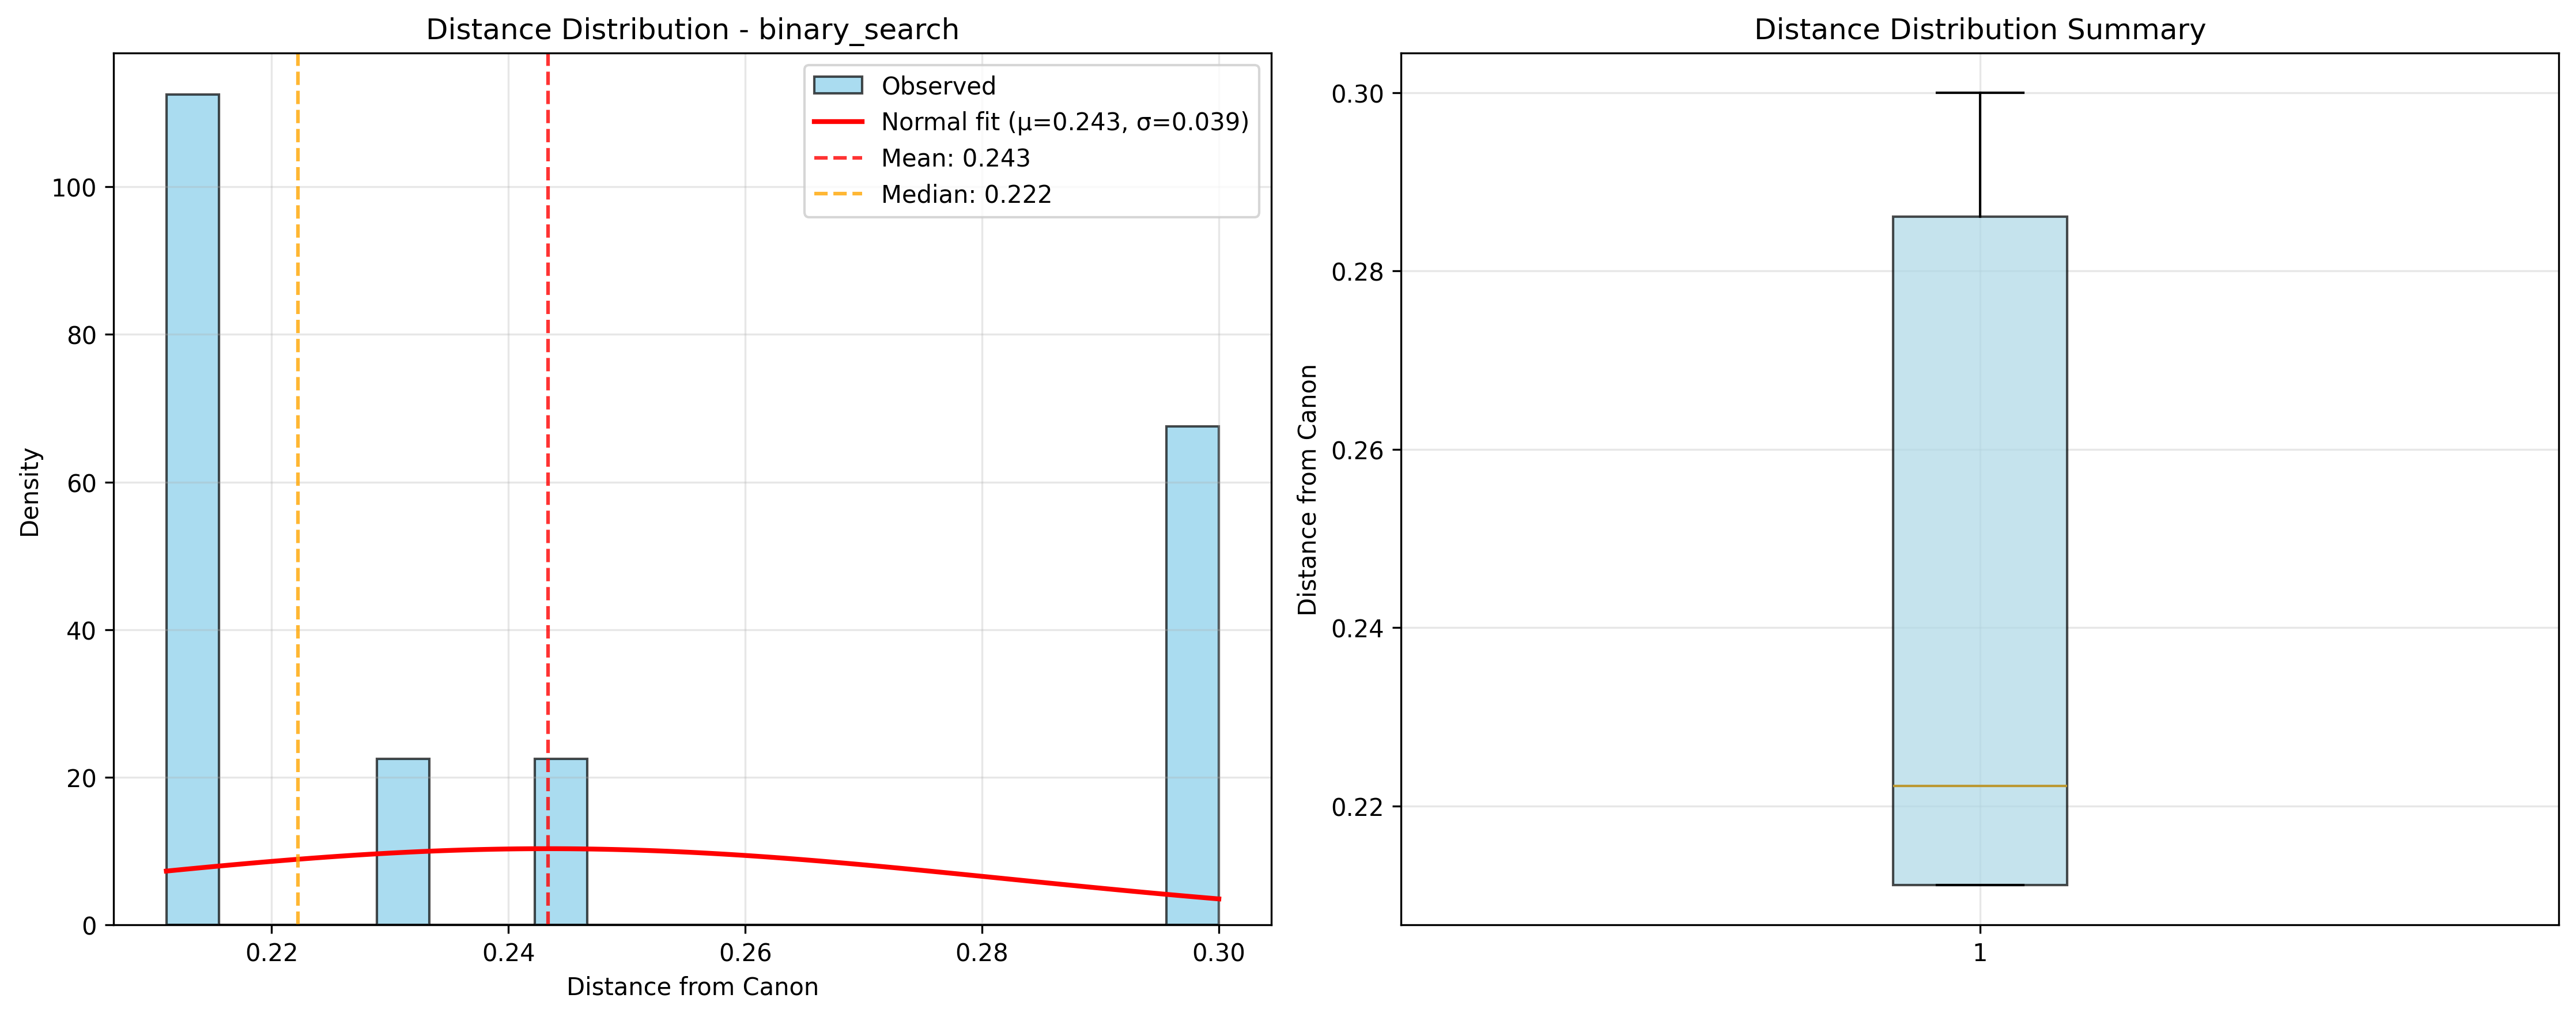 Distance Distribution - binary_search
Observed
Normal fit (μ=0.243, σ=0.039)
Mean: 0.243
Median: 0.222
Density
100
80
60
40
20
0
0.22
0.24
0.26
0.28
0.30
Distance from Canon
Distance Distribution Summary
Distance from Canon
0.30
0.28
0.26
0.24
0.22
1